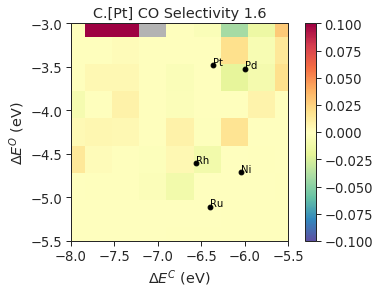 C.[Pt] CO Selectivity 1.6
−3.0
−3.5
−4.0
−4.5
−5.0
−5.5
ΔE^O (eV)
Pt
Pd
Rh
Ni
Ru
−8.0 −7.5 −7.0 −6.5 −6.0 −5.5
ΔE^C (eV)
0.100
0.075
0.050
0.025
0.000
−0.025
−0.050
−0.075
−0.100